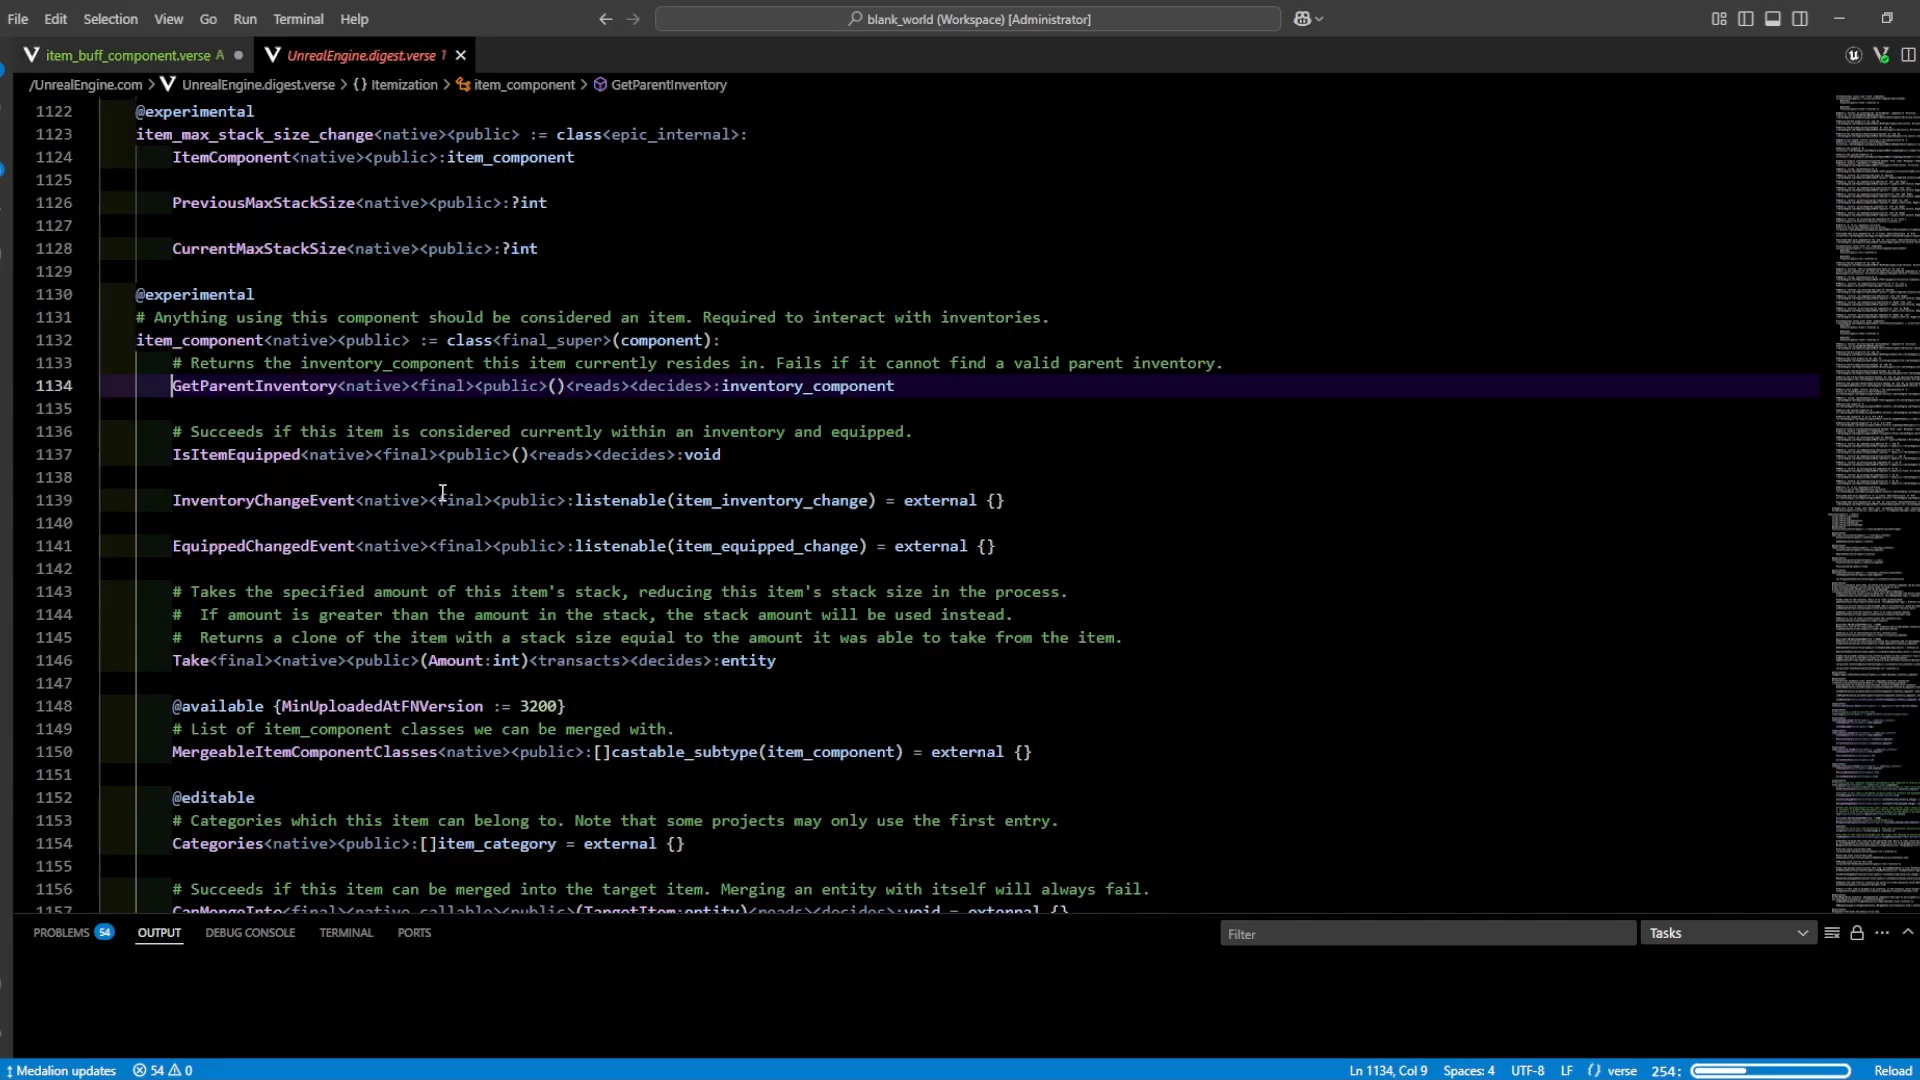 File Edit Selection View Go Run Terminal Help
blank_world (Workspace) [Administrator]
item_buff_component.verse A
UnrealEngine.digest.verse 1
/UnrealEngine.com > UnrealEngine.digest.verse > {} Itemization > item_component > GetParentInventory
1122 @experimental
1123 item_max_stack_size_change<native><public> := class<epic_internal>:
1124 ItemComponent<native><public>:item_component
1125
1126 PreviousMaxStackSize<native><public>:?int
1127
1128 CurrentMaxStackSize<native><public>:?int
1129
1130 @experimental
1131 # Anything using this component should be considered an item. Required to interact with inventories.
1132 item_component<native><public> := class<final_super>(component):
1133 # Returns the inventory_component this item currently resides in. Fails if it cannot find a valid parent inventory.
1134 GetParentInventory<native><final><public>()<reads><decides>:inventory_component
1135
1136 # Succeeds if this item is considered currently within an inventory and equipped.
1137 IsItemEquipped<native><final><public>()<reads><decides>:void
1138
1139 InventoryChangeEvent<native><final><public>:listenable(item_inventory_change) = external {}
1140
1141 EquippedChangedEvent<native><final><public>:listenable(item_equipped_change) = external {}
1142
1143 # Takes the specified amount of this item's stack, reducing this item's stack size in the process.
1144 # If amount is greater than the amount in the stack, the stack amount will be used instead.
1145 # Returns a clone of the item with a stack size equial to the amount it was able to take from the item.
1146 Take<final><native><public>(Amount:int)<transacts><decides>:entity
1147
1148 @available {MinUploadedAtFNVersion := 3200}
1149 # List of item_component classes we can be merged with.
1150 MergeableItemComponentClasses<native><public>:[]castable_subtype(item_component) = external {}
1151
1152 @editable
1153 # Categories which this item can belong to. Note that some projects may only use the first entry.
1154 Categories<native><public>:[]item_category = external {}
1155
1156 # Succeeds if this item can be merged into the target item. Merging an entity with itself will always fail.
1157 CanMergeInto<final><native_callable><public>(TargetItem:entity)<reads><decides>:void = external {}
PROBLEMS 54 OUTPUT DEBUG CONSOLE TERMINAL PORTS
Filter
Tasks
Medalion updates 54 0
Ln 1134, Col 9 Spaces: 4 UTF-8 LF verse 254: Reload